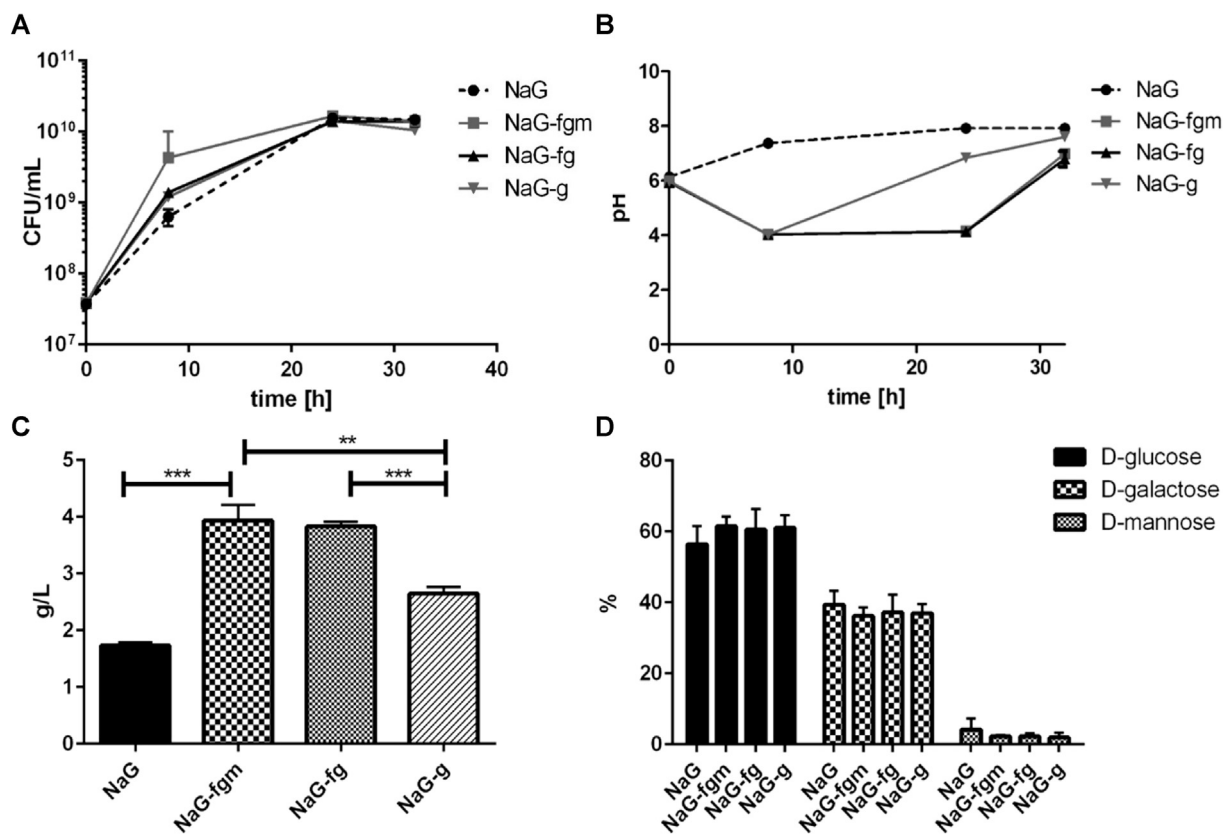 A
10^11
10^10
10^9
10^8
10^7
CFU/mL
0
10
20
30
40
time [h]
NaG
NaG-fgm
NaG-fg
NaG-g
B
10
8
6
4
2
0
pH
0
10
20
30
time [h]
NaG
NaG-fgm
NaG-fg
NaG-g
C
5
4
3
2
1
0
g/L
***
**
***
NaG
NaG-fgm
NaG-fg
NaG-g
D
80
60
40
20
0
%
NaG
NaG-fgm
NaG-fg
NaG-g
NaG
NaG-fgm
NaG-fg
NaG-g
NaG
NaG-fgm
NaG-fg
NaG-g
D-glucose
D-galactose
D-mannose